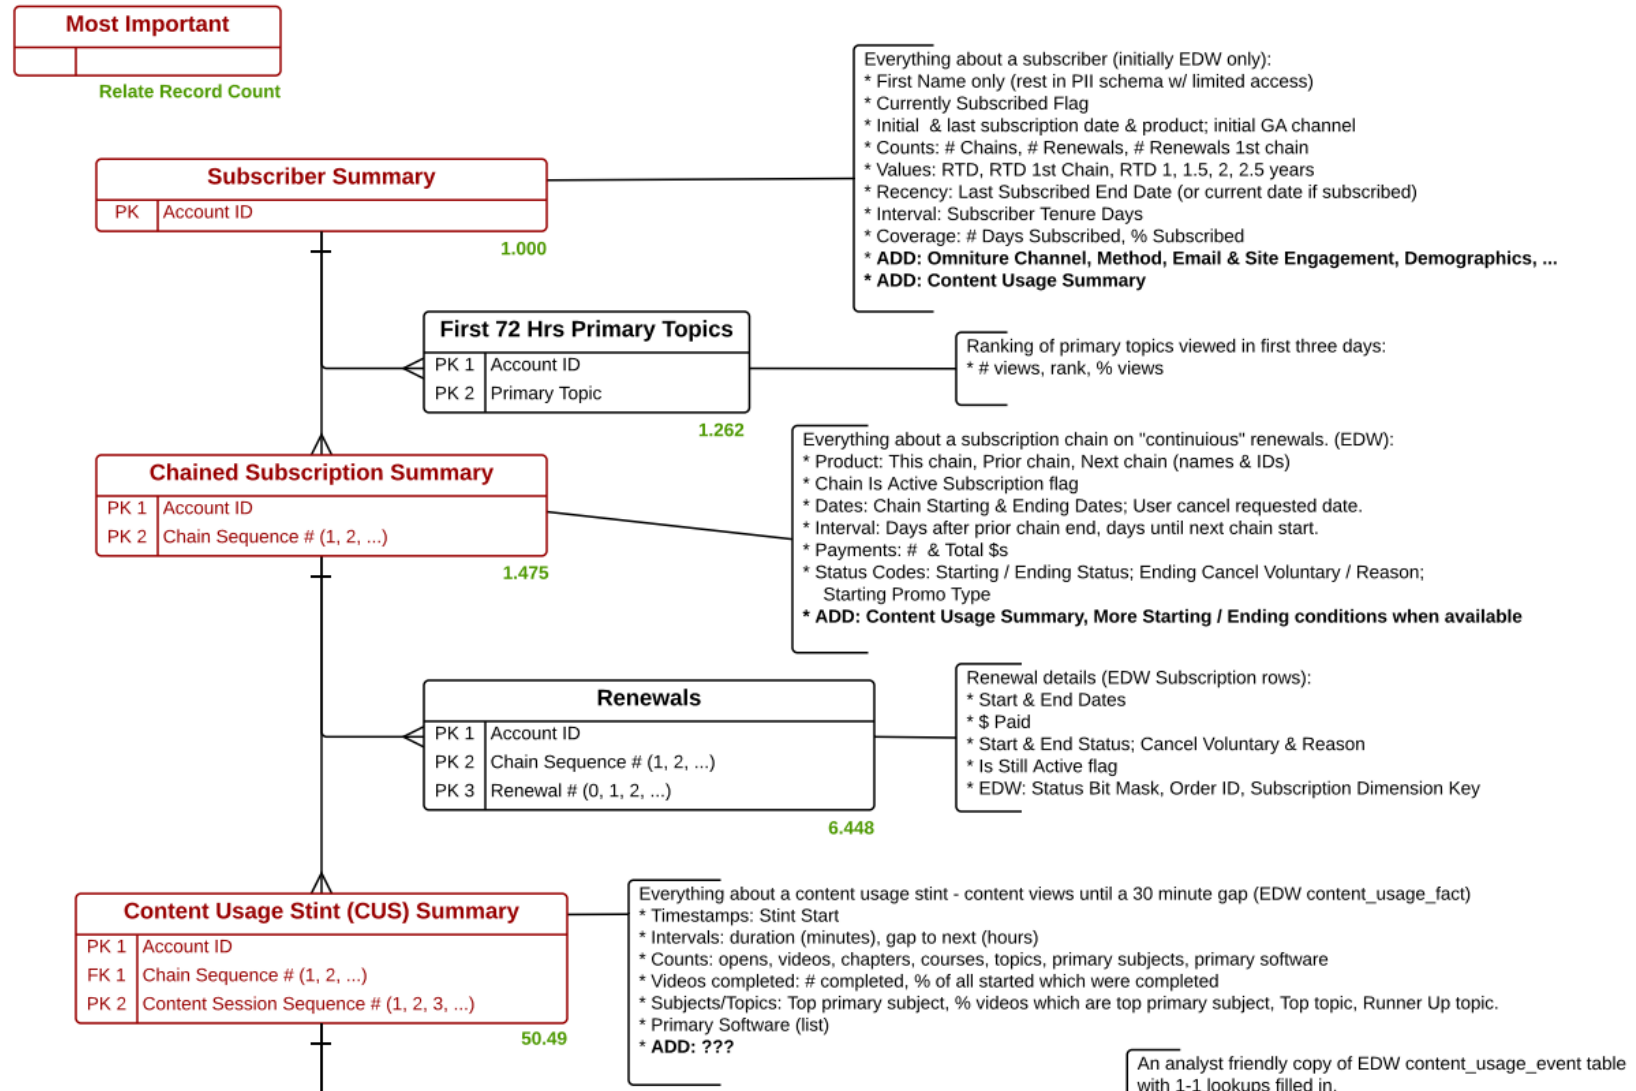 Most Important
Relate Record Count
Everything about a subscriber (initially EDW only):
* First Name only (rest in PII schema w/ limited access)
* Currently Subscribed Flag
* Initial  & last subscription date & product; initial GA channel
* Counts: # Chains, # Renewals, # Renewals 1st chain
* Values: RTD, RTD 1st Chain, RTD 1, 1.5, 2, 2.5 years
* Recency: Last Subscribed End Date (or current date if subscribed)
* Interval: Subscriber Tenure Days
* Coverage: # Days Subscribed, % Subscribed
* ADD: Omniture Channel, Method, Email & Site Engagement, Demographics, ...
* ADD: Content Usage Summary
Subscriber Summary
PK Account ID
1.000
First 72 Hrs Primary Topics
PK 1 Account ID
PK 2 Primary Topic
1.262
Ranking of primary topics viewed in first three days:
* # views, rank, % views
Chained Subscription Summary
PK 1 Account ID
PK 2 Chain Sequence # (1, 2, ...)
1.475
Everything about a subscription chain on "continuious" renewals. (EDW):
* Product: This chain, Prior chain, Next chain (names & IDs)
* Chain Is Active Subscription flag
* Dates: Chain Starting & Ending Dates; User cancel requested date.
* Interval: Days after prior chain end, days until next chain start.
* Payments: #  & Total $s
* Status Codes: Starting / Ending Status; Ending Cancel Voluntary / Reason;
Starting Promo Type
* ADD: Content Usage Summary, More Starting / Ending conditions when available
Renewals
PK 1 Account ID
PK 2 Chain Sequence # (1, 2, ...)
PK 3 Renewal # (0, 1, 2, ...)
6.448
Renewal details (EDW Subscription rows):
* Start & End Dates
* $ Paid
* Start & End Status; Cancel Voluntary & Reason
* Is Still Active flag
* EDW: Status Bit Mask, Order ID, Subscription Dimension Key
Content Usage Stint (CUS) Summary
PK 1 Account ID
FK 1 Chain Sequence # (1, 2, ...)
PK 2 Content Session Sequence # (1, 2, 3, ...)
50.49
Everything about a content usage stint - content views until a 30 minute gap (EDW content_usage_fact)
* Timestamps: Stint Start
* Intervals: duration (minutes), gap to next (hours)
* Counts: opens, videos, chapters, courses, topics, primary subjects, primary software
* Videos completed: # completed, % of all started which were completed
* Subjects/Topics: Top primary subject, % videos which are top primary subject, Top topic, Runner Up topic.
* Primary Software (list)
* ADD: ???
An analyst friendly copy of EDW content_usage_event table
with 1-1 lookups filled in.